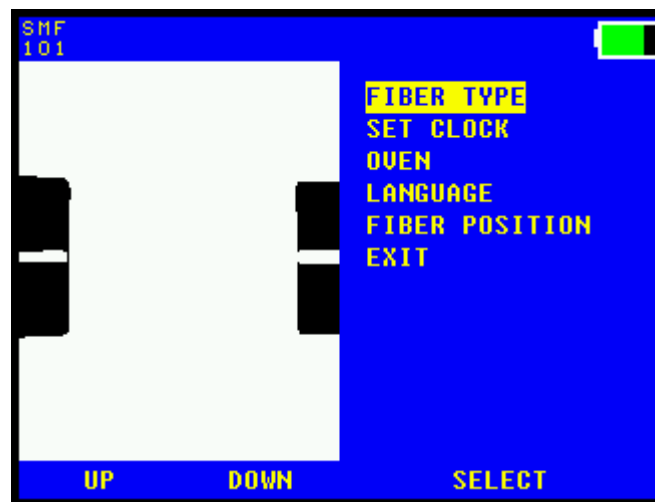 SMF
101
FIBER TYPE
SET CLOCK
OVEN
LANGUAGE
FIBER POSITION
EXIT
UP DOWN SELECT